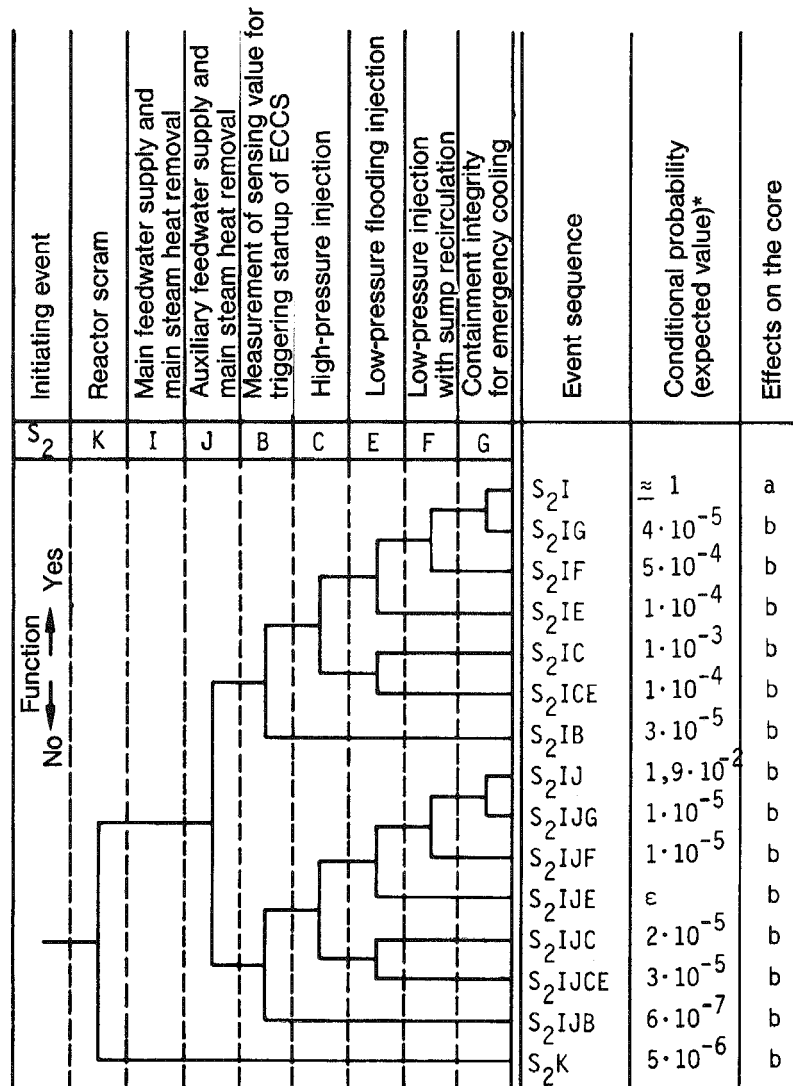 Initiating event
Reactor scram
Main feedwater supply and
main steam heat removal
Auxiliary feedwater supply and
main steam heat removal
Measurement of sensing value for
triggering startup of ECCS
High-pressure injection
Low-pressure flooding injection
Low-pressure injection
with sump recirculation
Containment integrity
for emergency cooling
Event sequence
Conditional probability
(expected value)*
Effects on the core
S₂ K I J B C E F G
No Function Yes
S₂I ≈ 1 a
S₂IG 4·10⁻⁵ b
S₂IF 5·10⁻⁴ b
S₂IE 1·10⁻⁴ b
S₂IC 1·10⁻³ b
S₂ICE 1·10⁻⁴ b
S₂IB 3·10⁻⁵ b
S₂IJ 1,9·10⁻² b
S₂IJG 1·10⁻⁵ b
S₂IJF 1·10⁻⁵ b
S₂IJE ε b
S₂IJC 2·10⁻⁵ b
S₂IJCE 3·10⁻⁵ b
S₂IJB 6·10⁻⁷ b
S₂K 5·10⁻⁶ b